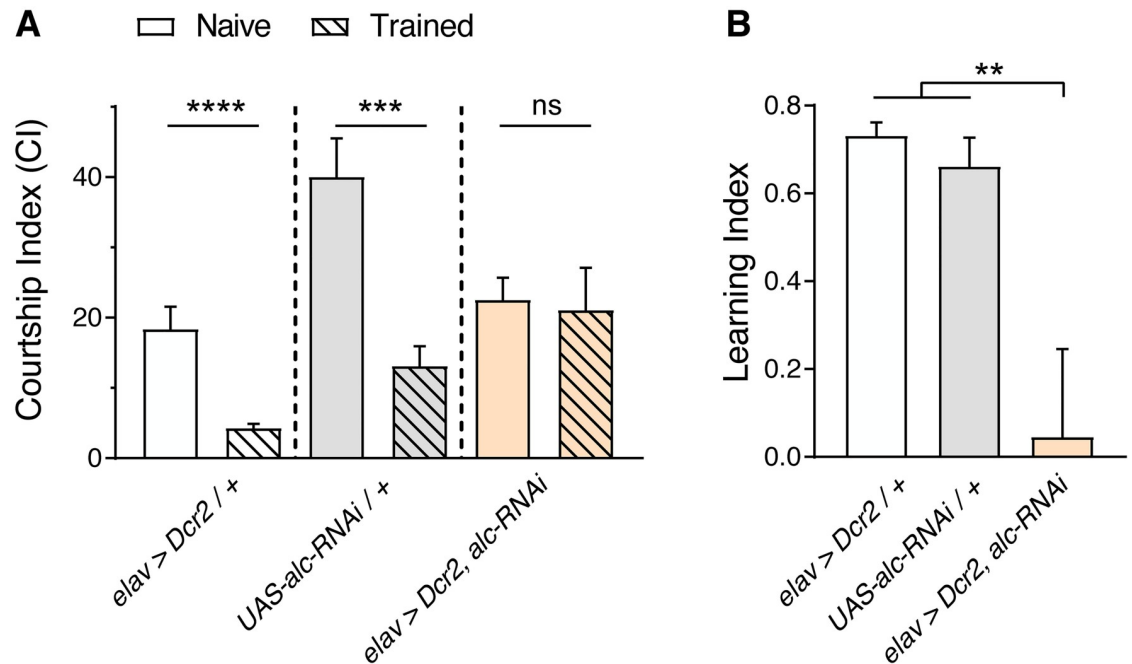 A
Naive
Trained
Courtship Index (CI)
40
20
0
****
***
ns
elav > Dcr2 / +
UAS-alc-RNAi / +
elav > Dcr2, alc-RNAi
B
Learning Index
0.8
0.6
0.4
0.2
0.0
**
elav > Dcr2 / +
UAS-alc-RNAi / +
elav > Dcr2, alc-RNAi